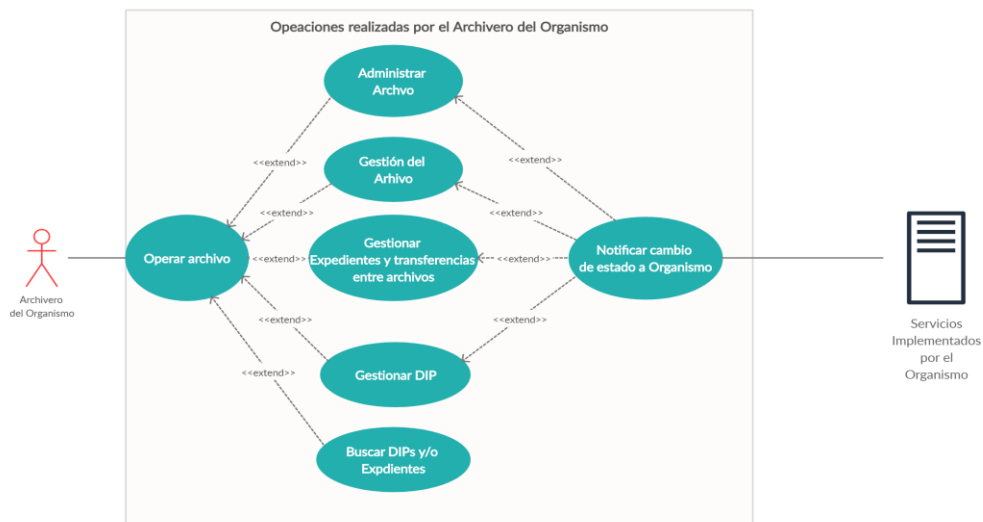 Opeaciones realizadas por el Archivero del Organismo
Administrar
Archvo
<<extend>>
<<extend>>
Gestión del
Arhivo
<<extend>>
<<extend>>
Archivero
del Organismo
Operar archivo
<<extend>>
Gestionar
Expedientes y transferencias
entre archivos
<<extend>>
Notificar cambio
de estado a Organismo
Servicios
Implementados
por el
Organismo
<<extend>>
<<extend>>
Gestionar DIP
<<extend>>
Buscar DIPs y/o
Expdientes